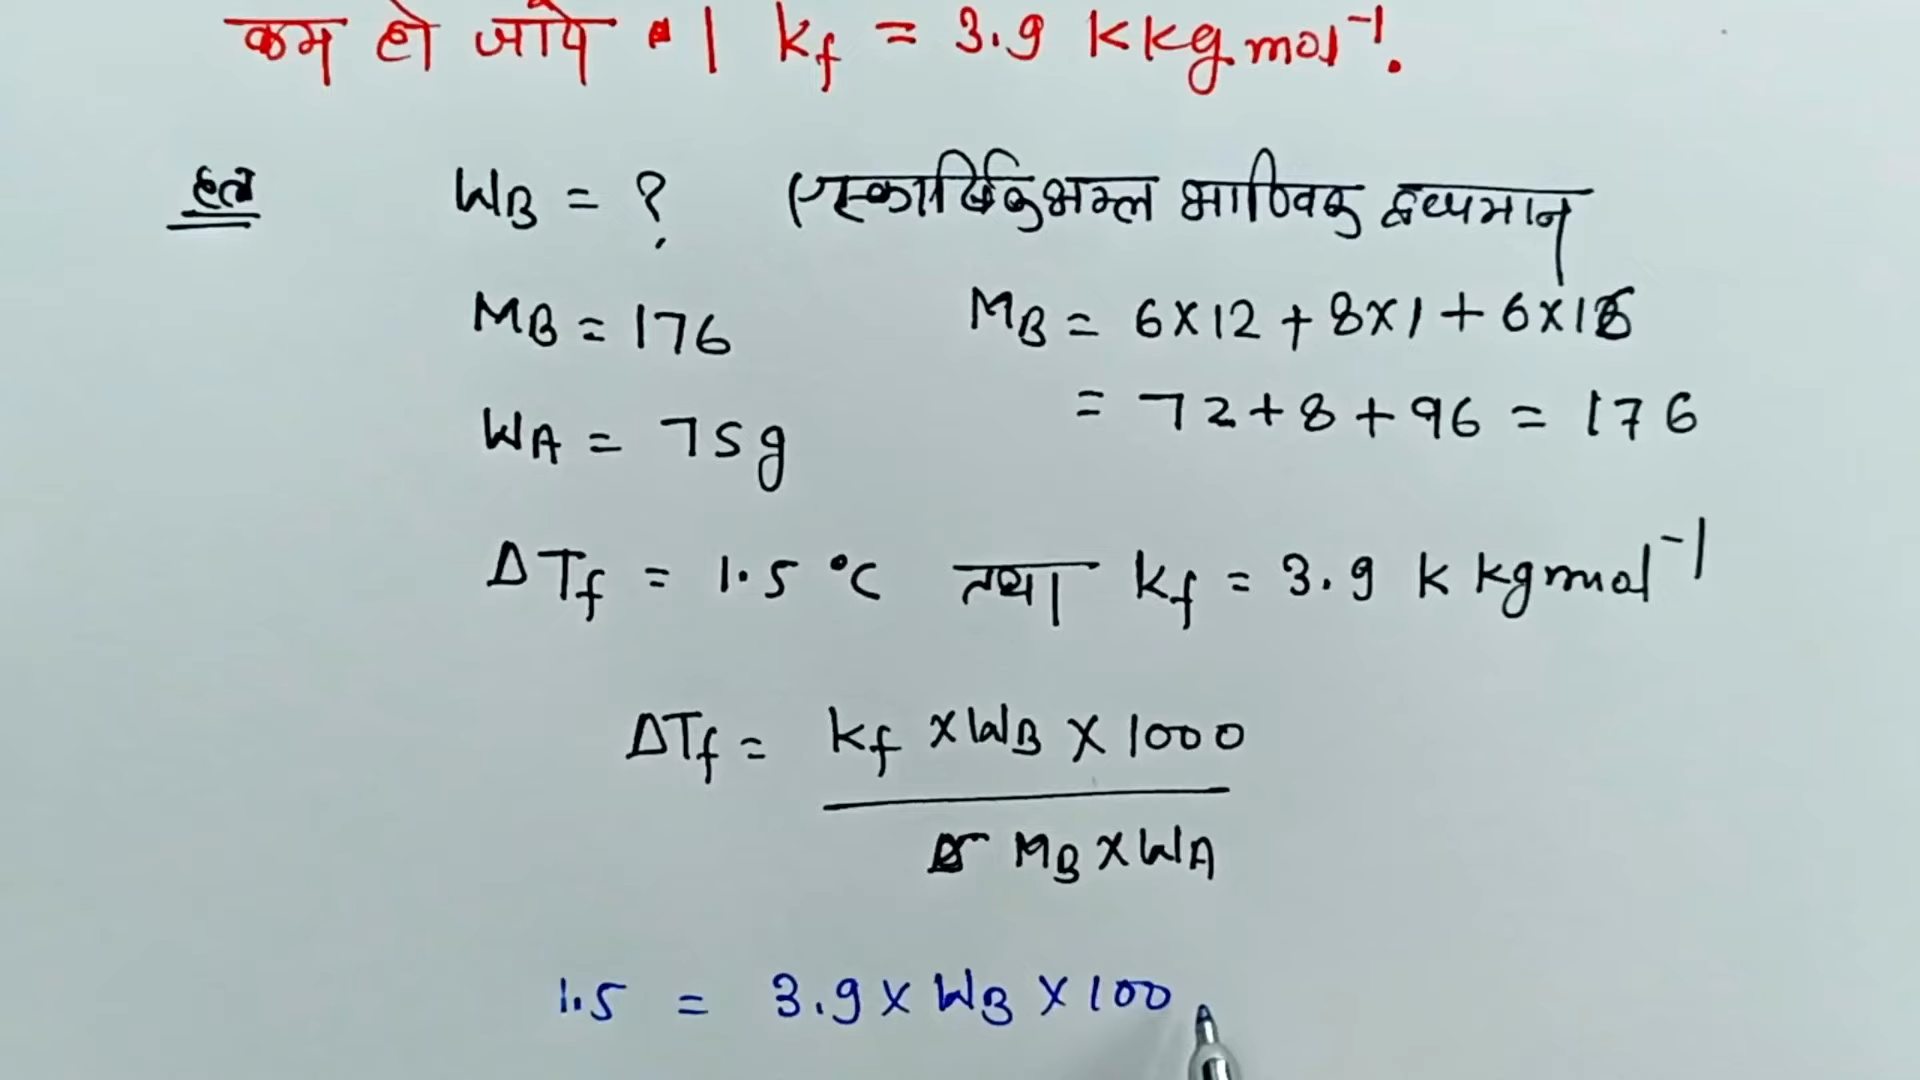 कम हो जाये । kf = 3.9 K kg mol⁻¹.
हल WB = ? (एस्कार्बिक अम्ल आण्विक द्रव्यमान
MB = 176 MB = 6×12 + 8×1 + 6×16
WA = 75g = 72+8+96 = 176
ΔTf = 1.5 °C तथा kf = 3.9 K kg mol⁻¹
ΔTf = kf × WB × 1000
MB × WA
1.5 = 3.9 × WB × 100